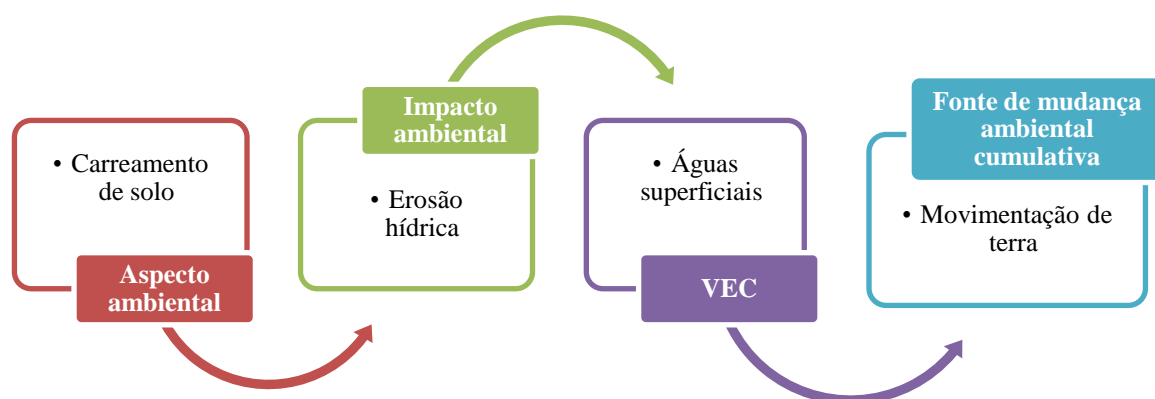 • Carreamento
de solo
Aspecto
ambiental
Impacto
ambiental
• Erosão
hídrica
• Águas
superficiais
VEC
Fonte de mudança
ambiental
cumulativa
• Movimentação de
terra